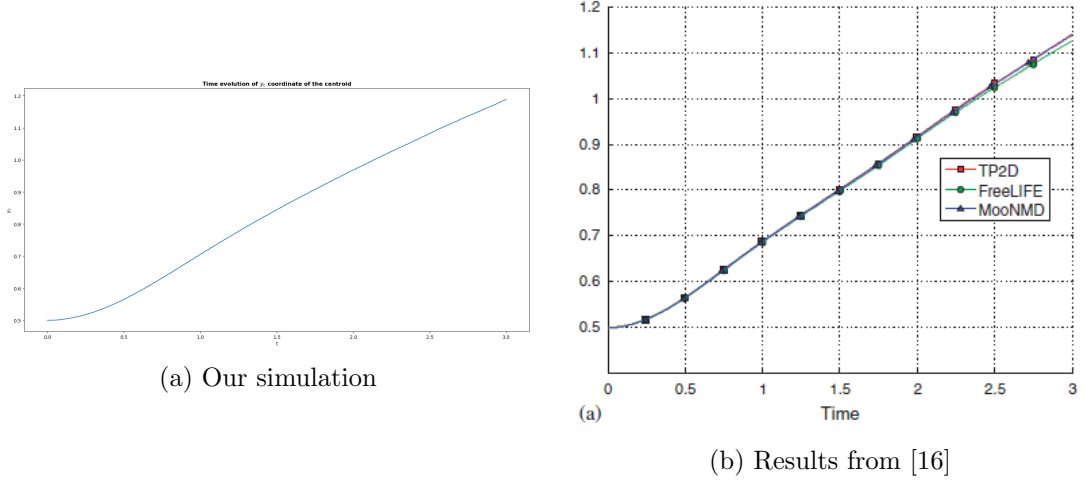 Time evolution of y_c coordinate of the centroid
1.2
1.1
1.0
0.9
0.8
0.7
0.6
0.5
y_c
0.0 0.5 1.0 1.5 2.0 2.5 3.0
t
(a) Our simulation
1.2
1.1
1
0.9
0.8
0.7
0.6
0.5
TP2D
FreeLIFE
MooNMD
0 0.5 1 1.5 2 2.5 3
(a) Time
(b) Results from [16]